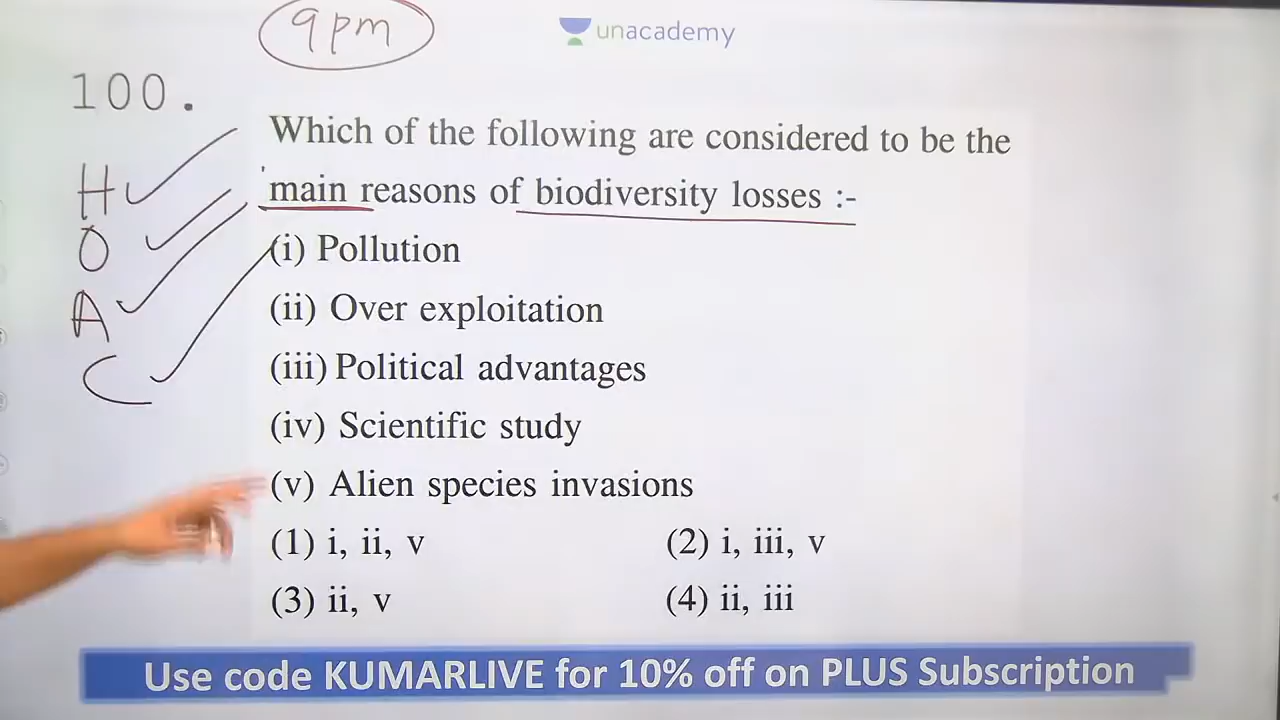 9 pm
unacademy
100.
Which of the following are considered to be the
main reasons of biodiversity losses :-
H
O
A
C
(i) Pollution
(ii) Over exploitation
(iii) Political advantages
(iv) Scientific study
(v) Alien species invasions
(1) i, ii, v (2) i, iii, v
(3) ii, v (4) ii, iii
Use code KUMARLIVE for 10% off on PLUS Subscription